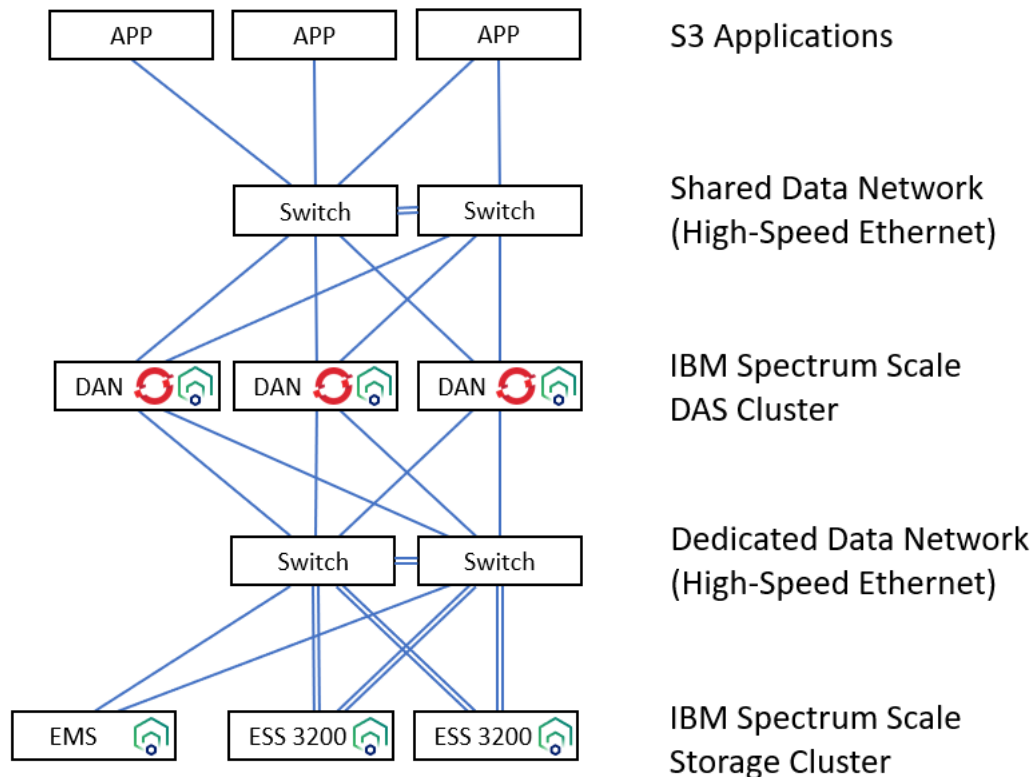 APP
APP
APP
S3 Applications
Switch
Switch
Shared Data Network
(High-Speed Ethernet)
DAN
DAN
DAN
IBM Spectrum Scale
DAS Cluster
Switch
Switch
Dedicated Data Network
(High-Speed Ethernet)
EMS
ESS 3200
ESS 3200
IBM Spectrum Scale
Storage Cluster